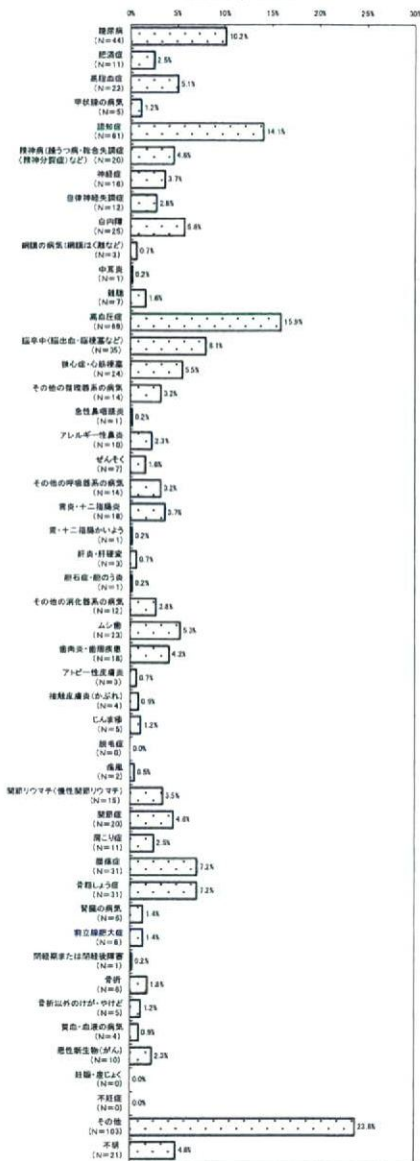 0.0% 5.0% 10.0% 15.0% 20.0% 25.0% 30.0%
糖尿病
(N=44)
10.2%
肥満症
(N=11)
2.5%
高脂血症
(N=22)
5.1%
甲状腺の病気
(N=5)
1.2%
認知症
(N=61)
14.1%
精神病(躁うつ病・統合失調症
(精神分裂症)など) (N=20)
4.6%
神経症
(N=16)
3.7%
自律神経失調症
(N=12)
2.8%
白内障
(N=25)
5.8%
網膜の病気(網膜はく離など)
(N=3)
0.7%
中耳炎
(N=1)
0.2%
難聴
(N=7)
1.6%
高血圧症
(N=69)
15.9%
脳卒中(脳出血・脳梗塞など)
(N=35)
8.1%
狭心症・心筋梗塞
(N=24)
5.5%
その他の循環器系の病気
(N=14)
3.2%
急性鼻咽頭炎
(N=1)
0.2%
アレルギー性鼻炎
(N=10)
2.3%
ぜんそく
(N=7)
1.6%
その他の呼吸器系の病気
(N=14)
3.2%
胃炎・十二指腸炎
(N=16)
3.7%
胃・十二指腸かいよう
(N=1)
0.2%
肝炎・肝硬変
(N=3)
0.7%
胆石症・胆のう炎
(N=1)
0.2%
その他の消化器系の病気
(N=12)
2.8%
ムシ歯
(N=23)
5.3%
歯肉炎・歯周疾患
(N=18)
4.2%
アトピー性皮膚炎
(N=3)
0.7%
接触皮膚炎(かぶれ)
(N=4)
0.9%
じんま疹
(N=5)
1.2%
脱毛症
(N=0)
0.0%
痛風
(N=2)
0.5%
関節リウマチ(慢性関節リウマチ)
(N=15)
3.5%
関節症
(N=20)
4.6%
肩こり症
(N=11)
2.5%
腰痛症
(N=31)
7.2%
骨粗しょう症
(N=31)
7.2%
腎臓の病気
(N=6)
1.4%
前立腺肥大症
(N=6)
1.4%
閉経期または閉経後障害
(N=1)
0.2%
骨折
(N=8)
1.8%
骨折以外のけが・やけど
(N=5)
1.2%
貧血・血液の病気
(N=4)
0.9%
悪性新生物(がん)
(N=10)
2.3%
妊娠・産じょく
(N=0)
0.0%
不妊症
(N=0)
0.0%
その他
(N=103)
23.8%
不明
(N=21)
4.8%